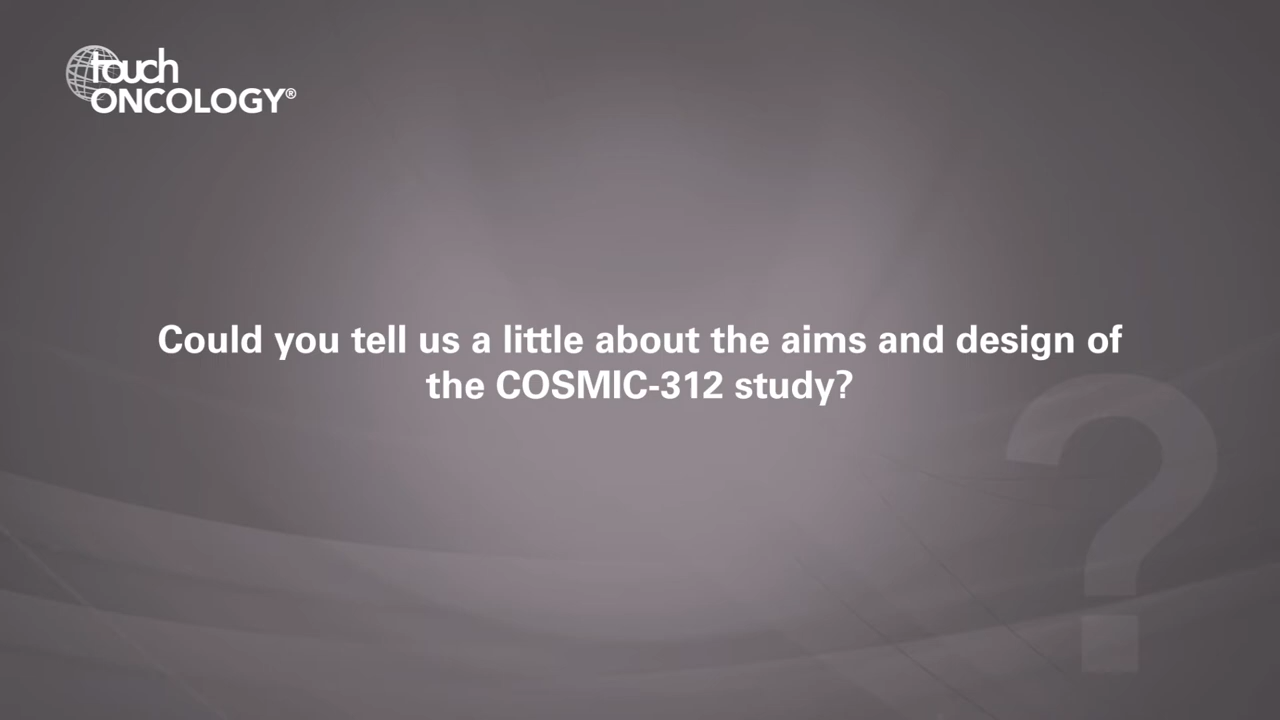 touch
ONCOLOGY®
Could you tell us a little about the aims and design of
the COSMIC-312 study?
?